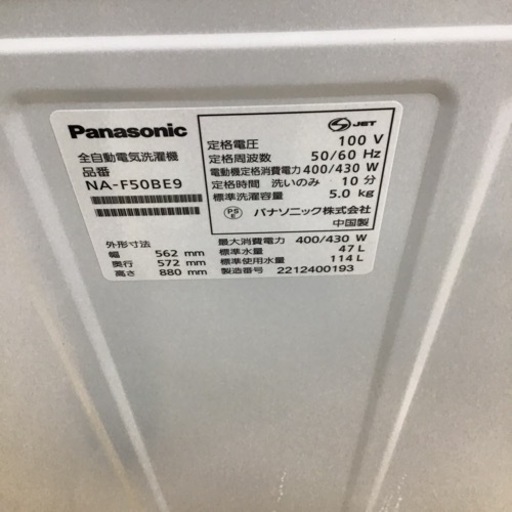 Panasonic
全自動電気洗濯機
品番
NA-F50BE9
外形寸法
幅 562 mm
奥行 572 mm
高さ 880 mm
S JET
定格電圧 100 V
定格周波数 50/60 Hz
電動機定格消費電力 400/430 W
定格時間 洗いのみ 10 分
標準洗濯容量 5.0 kg
PS E パナソニック株式会社
中国製
最大消費電力 400/430 W
標準水量 47 L
標準使用水量 114 L
製造番号 2212400193